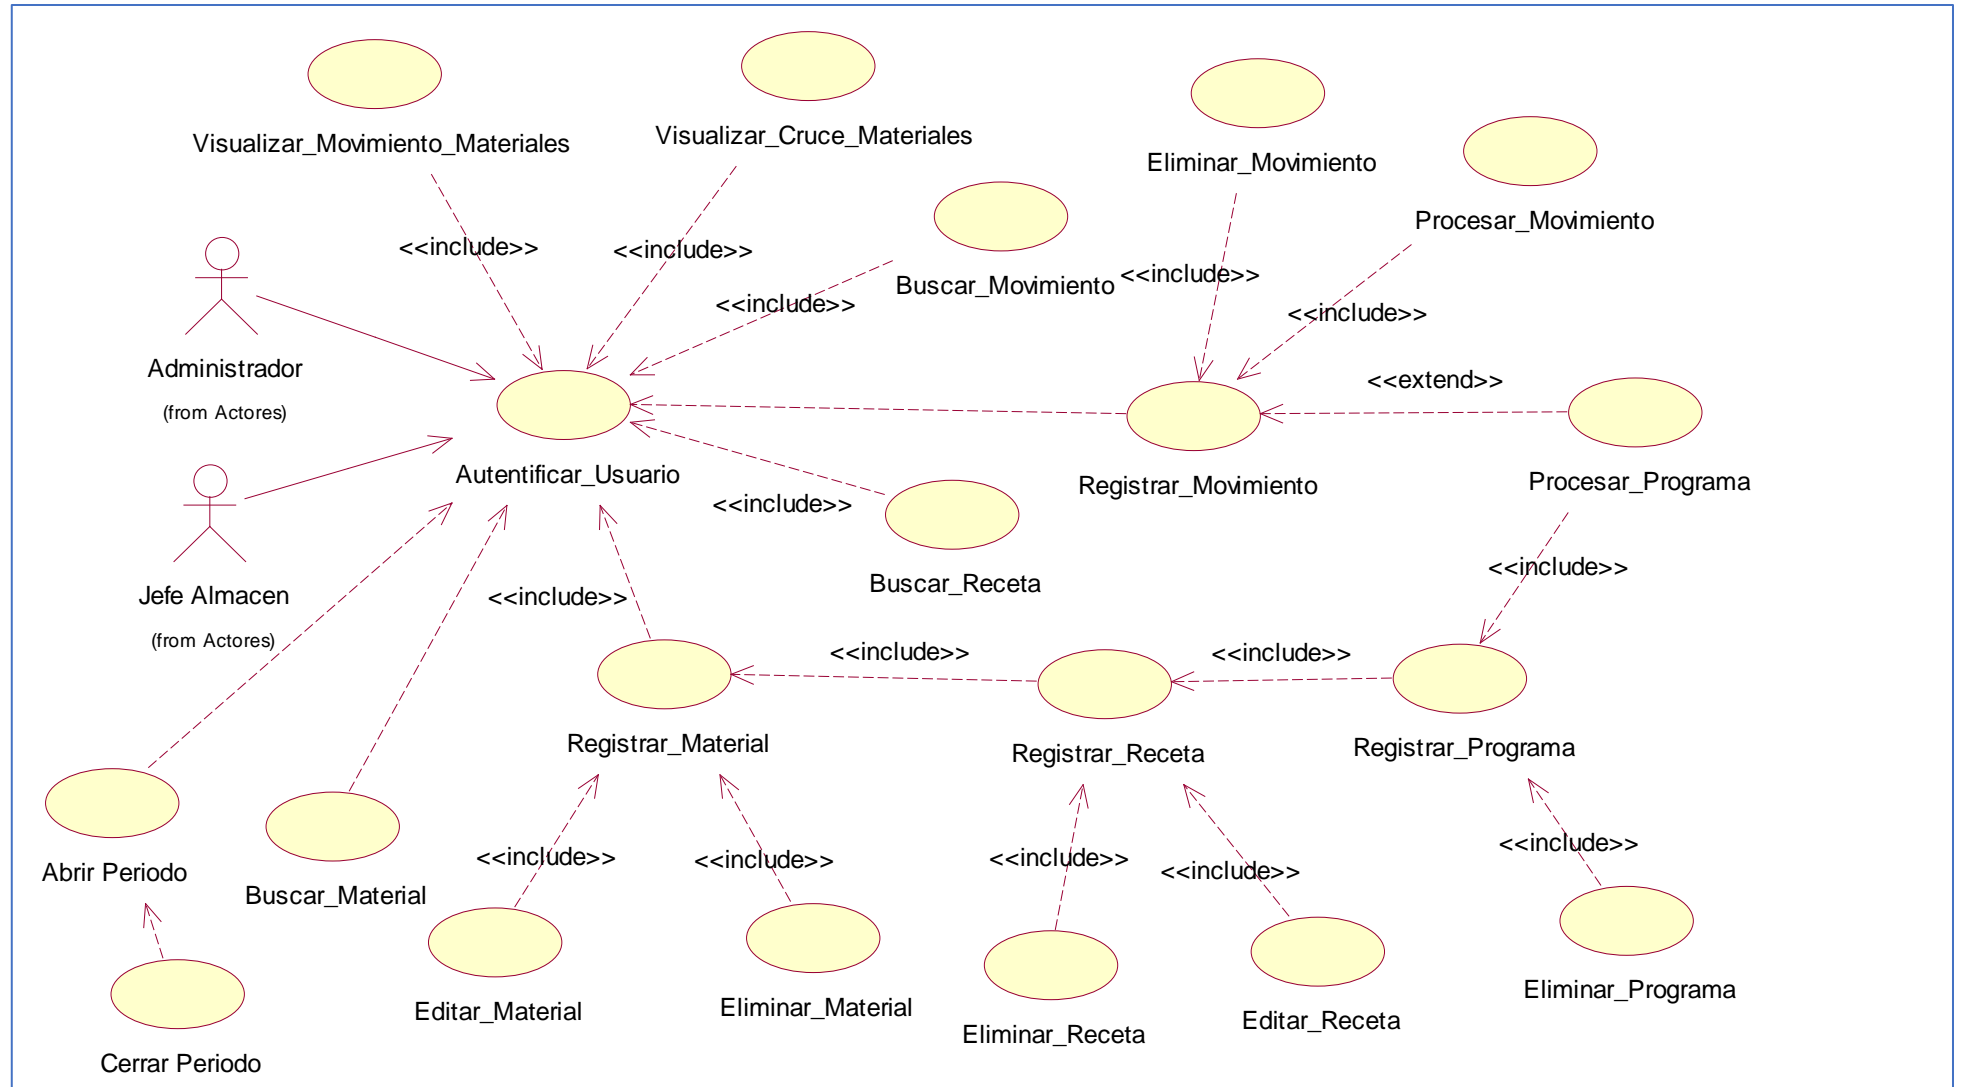 Visualizar_Movimiento_Materiales
Visualizar_Cruce_Materiales
Eliminar_Movimiento
Procesar_Movimiento
<<include>>
<<include>>
<<include>>
Buscar_Movimiento
<<include>>
<<include>>
Administrador
(from Actores)
<<extend>>
Autentificar_Usuario
Registrar_Movimiento
Procesar_Programa
<<include>>
Jefe Almacen
(from Actores)
<<include>>
Buscar_Receta
<<include>>
<<include>>
<<include>>
Registrar_Material
Registrar_Receta
Registrar_Programa
Abrir Periodo
Buscar_Material
<<include>>
<<include>>
<<include>>
<<include>>
<<include>>
Editar_Material
Eliminar_Material
Eliminar_Receta
Editar_Receta
Eliminar_Programa
Cerrar Periodo